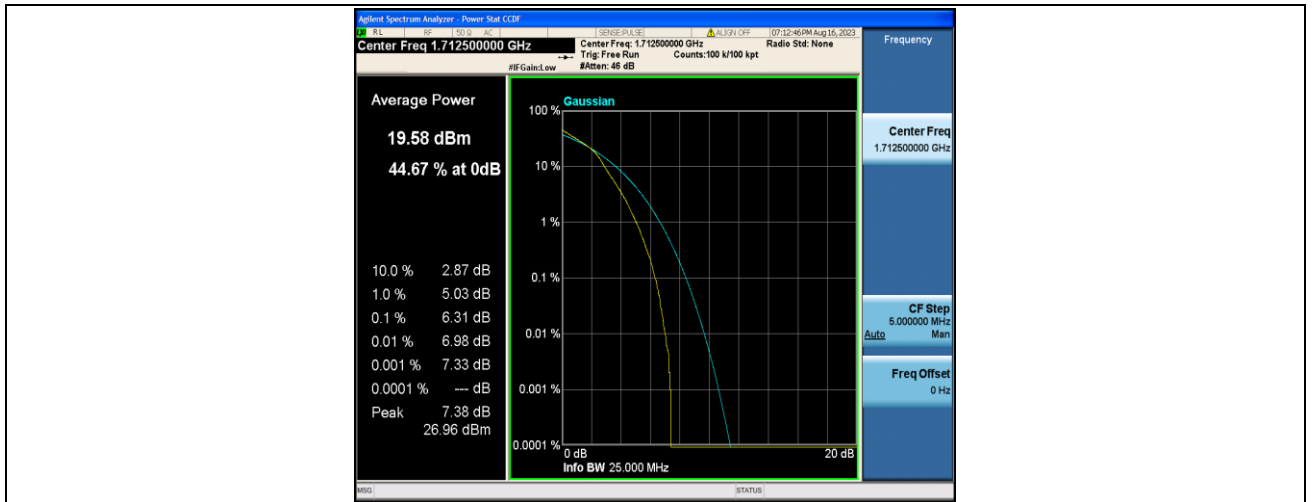 Agilent Spectrum Analyzer - Power Stat CCDF
LXI RL RF 50 Ω AC SENSE:PULSE ALIGN OFF 07:12:46 PM Aug 16, 2023
Center Freq 1.712500000 GHz
Center Freq: 1.712500000 GHz Radio Std: None
Trig: Free Run Counts:100 k/100 kpt
#IFGain:Low #Atten: 46 dB
Frequency
Average Power
19.58 dBm
44.67 % at 0dB
10.0 % 2.87 dB
1.0 % 5.03 dB
0.1 % 6.31 dB
0.01 % 6.98 dB
0.001 % 7.33 dB
0.0001 % --- dB
Peak 7.38 dB
26.96 dBm
Gaussian
100 %
10 %
1 %
0.1 %
0.01 %
0.001 %
0.0001 %
0 dB 20 dB
Info BW 25.000 MHz
Center Freq
1.712500000 GHz
CF Step
5.000000 MHz
Auto Man
Freq Offset
0 Hz
MSG STATUS